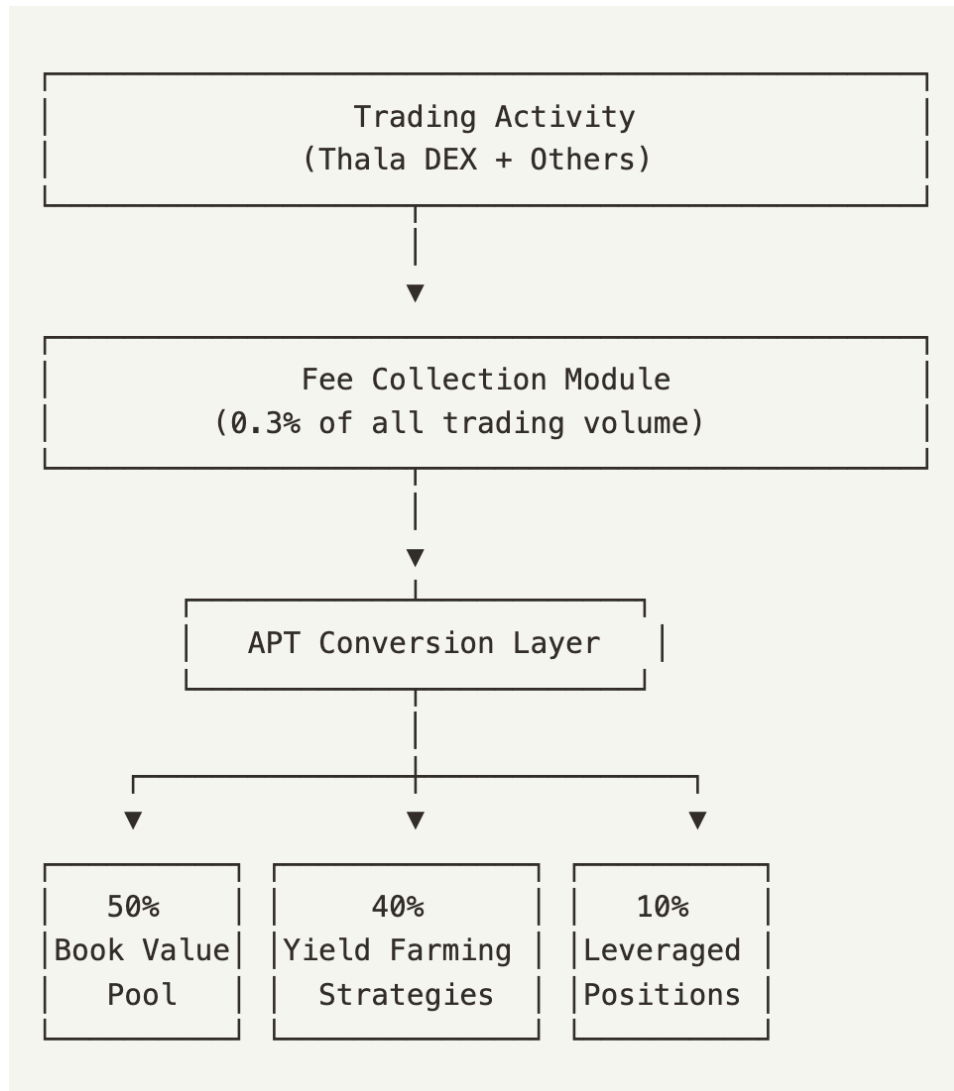 Trading Activity
(Thala DEX + Others)
Fee Collection Module
(0.3% of all trading volume)
APT Conversion Layer
50%
Book Value
Pool
40%
Yield Farming
Strategies
10%
Leveraged
Positions